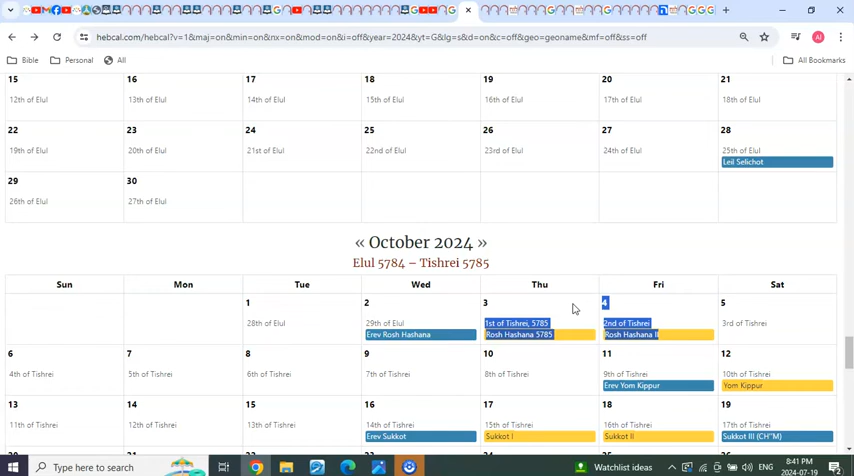 hebcal.com/hebcal?v=1&maj=on&min=on&nx=on&mod=on&i=off&year=2024&yt=G&lg=s&d=on&c=off&geo=geoname&mf=off&ss=off
Bible Personal All All Bookmarks
15 16 17 18 19 20 21
12th of Elul 13th of Elul 14th of Elul 15th of Elul 16th of Elul 17th of Elul 18th of Elul
22 23 24 25 26 27 28
19th of Elul 20th of Elul 21st of Elul 22nd of Elul 23rd of Elul 24th of Elul 25th of Elul
Leil Selichot
29 30
26th of Elul 27th of Elul
« October 2024 »
Elul 5784 – Tishrei 5785
Sun Mon Tue Wed Thu Fri Sat
1 2 3 4 5
28th of Elul 29th of Elul 1st of Tishrei, 5785 2nd of Tishrei 3rd of Tishrei
Erev Rosh Hashana Rosh Hashana 5785 Rosh Hashana II
6 7 8 9 10 11 12
4th of Tishrei 5th of Tishrei 6th of Tishrei 7th of Tishrei 8th of Tishrei 9th of Tishrei 10th of Tishrei
Erev Yom Kippur Yom Kippur
13 14 15 16 17 18 19
11th of Tishrei 12th of Tishrei 13th of Tishrei 14th of Tishrei 15th of Tishrei 16th of Tishrei 17th of Tishrei
Erev Sukkot Sukkot I Sukkot II Sukkot III (CH''M)
Type here to search Watchlist ideas ENG 8:41 PM
2024-07-19